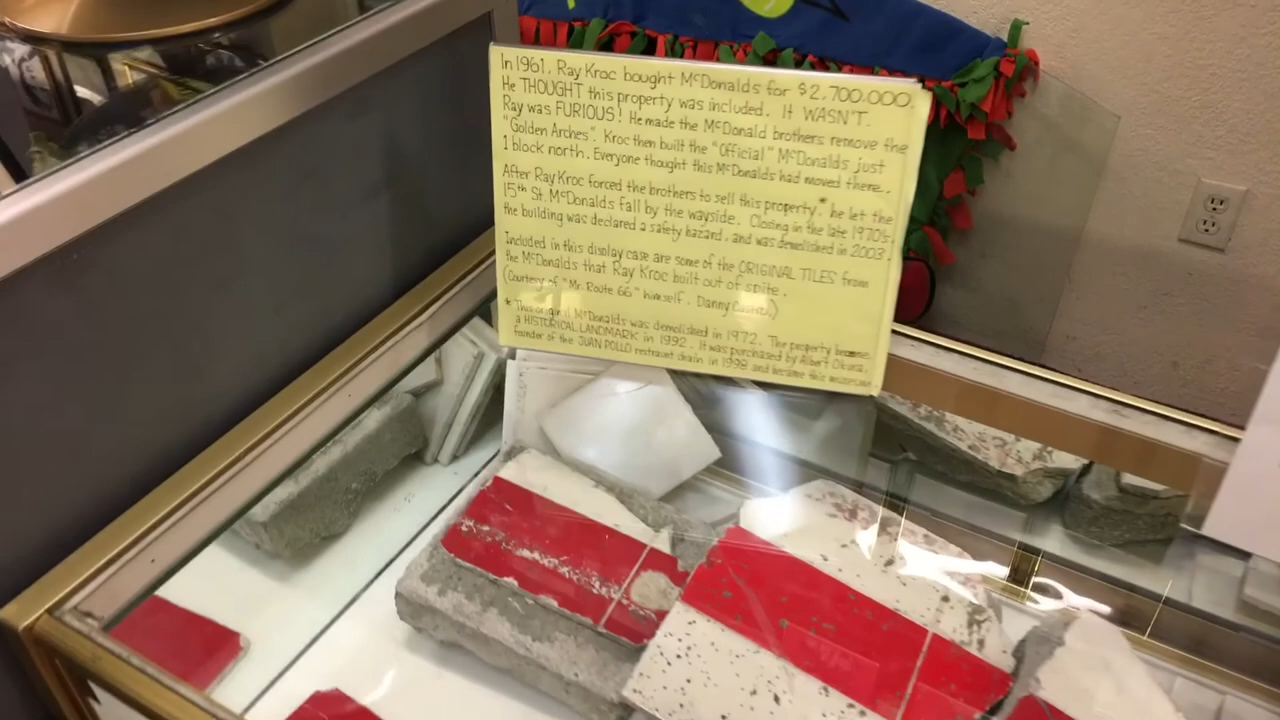 In 1961, Ray Kroc bought McDonalds for $2,700,000.
He THOUGHT this property was included. It WASN'T.
Ray was FURIOUS! He made the McDonald brothers remove the
"Golden Arches". Kroc then built the "Official" McDonalds just
1 block north. Everyone thought this McDonalds had moved there.
After Ray Kroc forced the brothers to sell this property,* he let the
15th St. McDonalds fall by the wayside. Closing in the late 1970's
the building was declared a safety hazard, and was demolished in 2003.
Included in this display case are some of the ORIGINAL TILES from
the McDonalds that Ray Kroc built out of spite.
(Courtesy of "Mr. Route 66" himself, Danny
* This original McDonalds was demolished in 1972. The property became
a HISTORICAL LANDMARK in 1992. It was purchased by Albert Okura,
founder of the JUAN POLLO restraunt chain in 1998 and became this museum